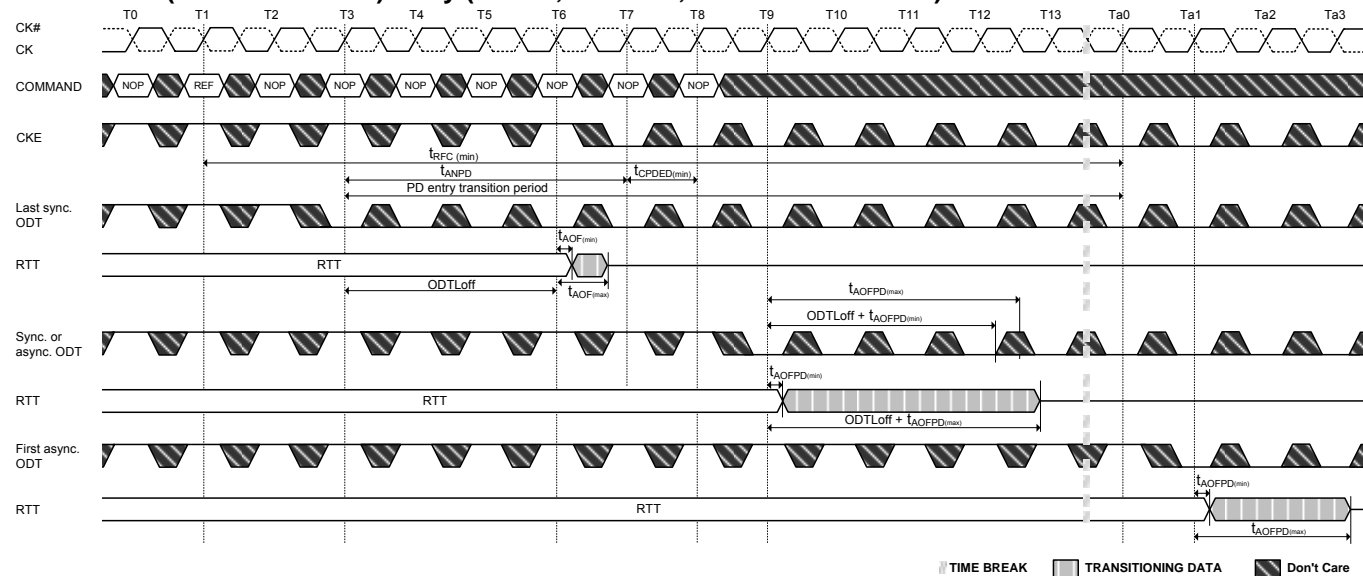 T0 T1 T2 T3 T4 T5 T6 T7 T8 T9 T10 T11 T12 T13 Ta0 Ta1 Ta2 Ta3
CK#
CK
COMMAND NOP REF NOP NOP NOP NOP NOP NOP NOP
CKE
tRFC (min)
tANPD tCPDED(min)
PD entry transition period
Last sync.
ODT
tAOF(min)
RTT RTT
ODTLoff tAOF(max)
tAOFPD(max)
ODTLoff + tAOFPD(min)
Sync. or
async. ODT
tAOFPD(min)
RTT RTT
ODTLoff + tAOFPD(max)
First async.
ODT
tAOFPD(min)
RTT RTT
tAOFPD(max)
TIME BREAK TRANSITIONING DATA Don't Care